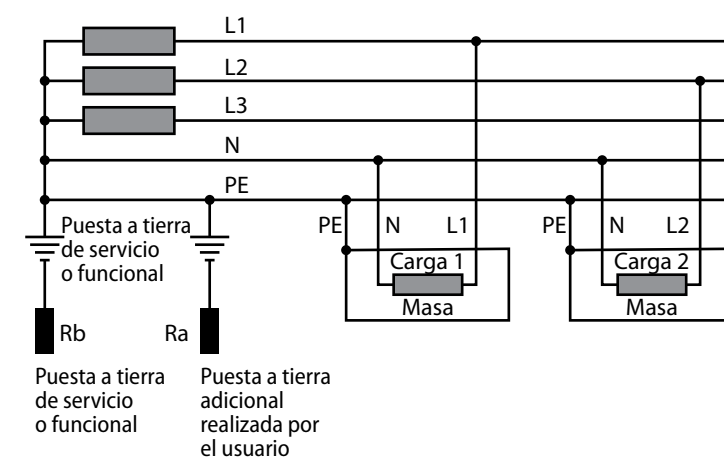 L1
L2
L3
N
PE
Puesta a tierra
de servicio
o funcional
PE
N
L1
PE
N
L2
Carga 1
Masa
Carga 2
Masa
Rb
Ra
Puesta a tierra
de servicio
o funcional
Puesta a tierra
adicional
realizada por
el usuario